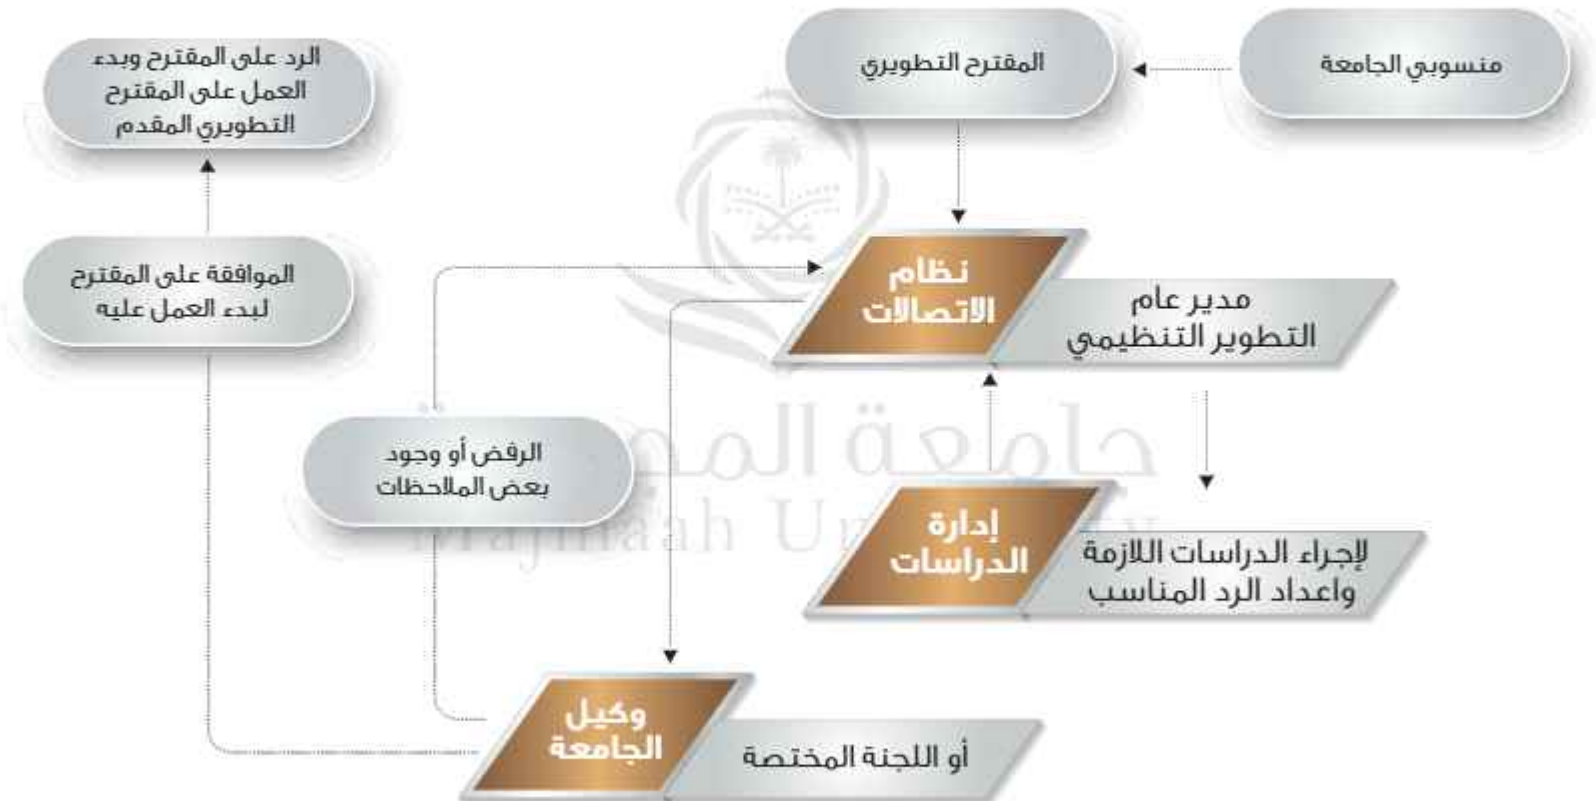 منسوبي الجامعة
المقترح التطويري
الرد على المقترح وبدء
العمل على المقترح
التطويري المقدم
نظام
الاتصالات
مدير عام
التطوير التنظيمي
الموافقة على المقترح
لبدء العمل عليه
الرفض أو وجود
بعض الملاحظات
إدارة
الدراسات
لإجراء الدراسات اللازمة
واعداد الرد المناسب
وكيل
الجامعة
أو اللجنة المختصة
جامعة